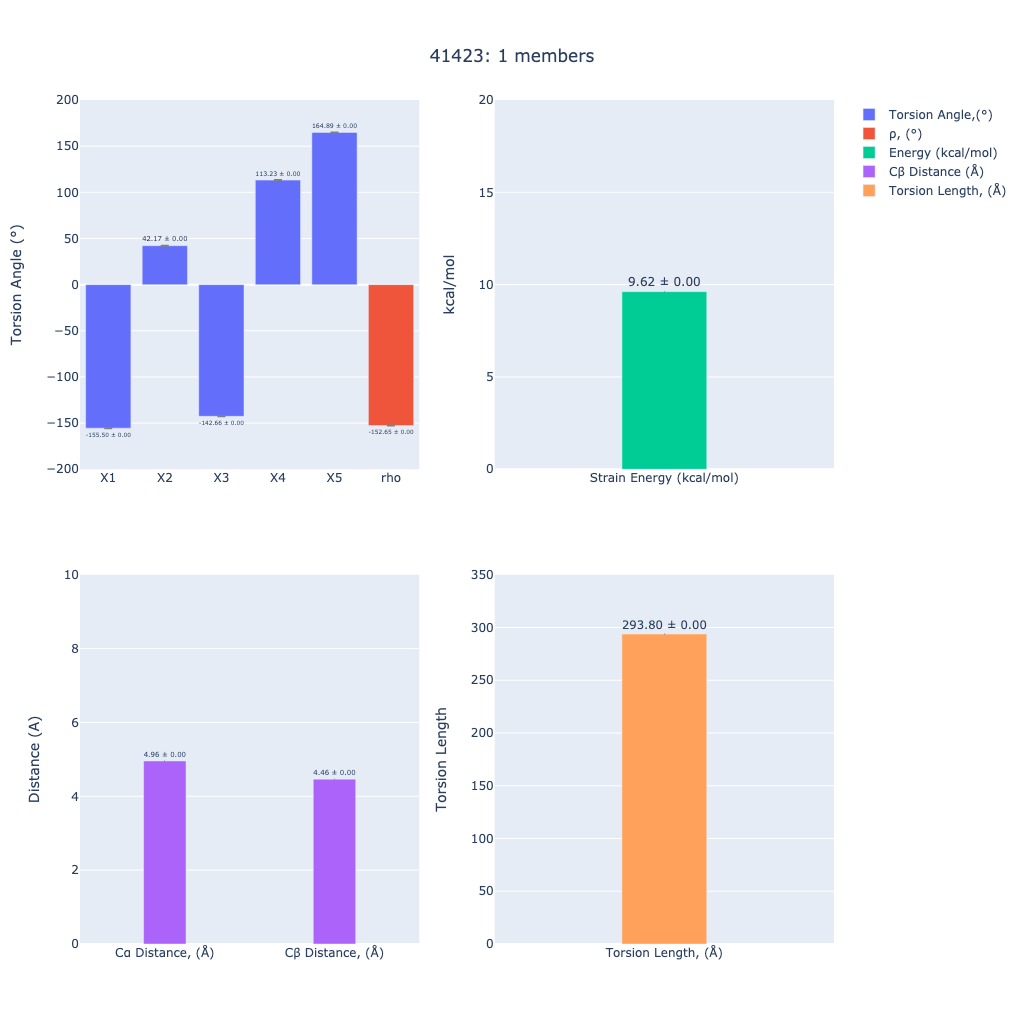 41423: 1 members
Torsion Angle (°)
200
150
100
50
0
−50
−100
−150
−200
-155.50 ± 0.00
42.17 ± 0.00
-142.66 ± 0.00
113.23 ± 0.00
164.89 ± 0.00
-152.65 ± 0.00
X1
X2
X3
X4
X5
rho
kcal/mol
20
15
10
5
0
9.62 ± 0.00
Strain Energy (kcal/mol)
Torsion Angle,(°)
ρ, (°)
Energy (kcal/mol)
Cβ Distance (Å)
Torsion Length, (Å)
Distance (A)
10
8
6
4
2
0
4.96 ± 0.00
4.46 ± 0.00
Cα Distance, (Å)
Cβ Distance, (Å)
Torsion Length
350
300
250
200
150
100
50
0
293.80 ± 0.00
Torsion Length, (Å)